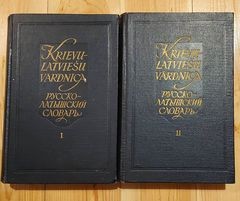 KRIEVU-
LATVIEŠU
VĀRDNĪCA
РУССКО-
ЛАТЫШСКИЙ
СЛОВАРЬ
I
KRIEVU-
LATVIEŠU
VĀRDNĪCA
РУССКО-
ЛАТЫШСКИЙ
СЛОВАРЬ
II